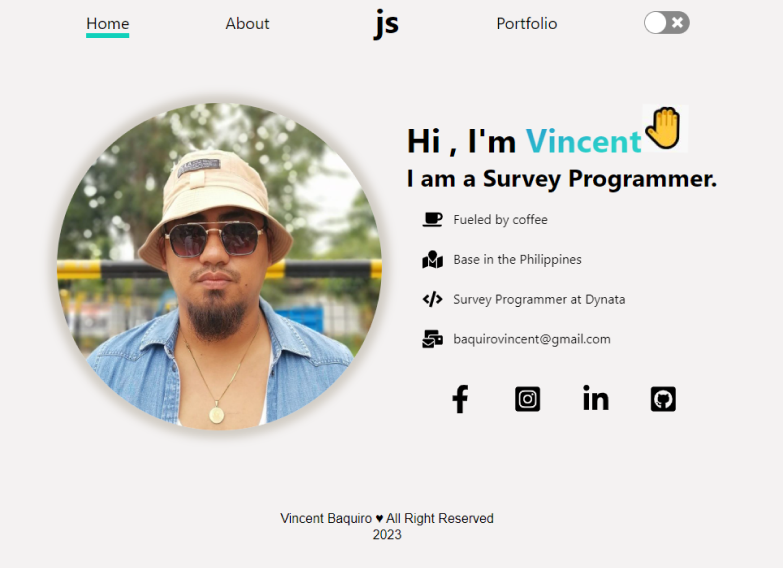 Home About js Portfolio
Hi , I'm Vincent
I am a Survey Programmer.
Fueled by coffee
Base in the Philippines
Survey Programmer at Dynata
baquirovincent@gmail.com
Vincent Baquiro ♥ All Right Reserved
2023